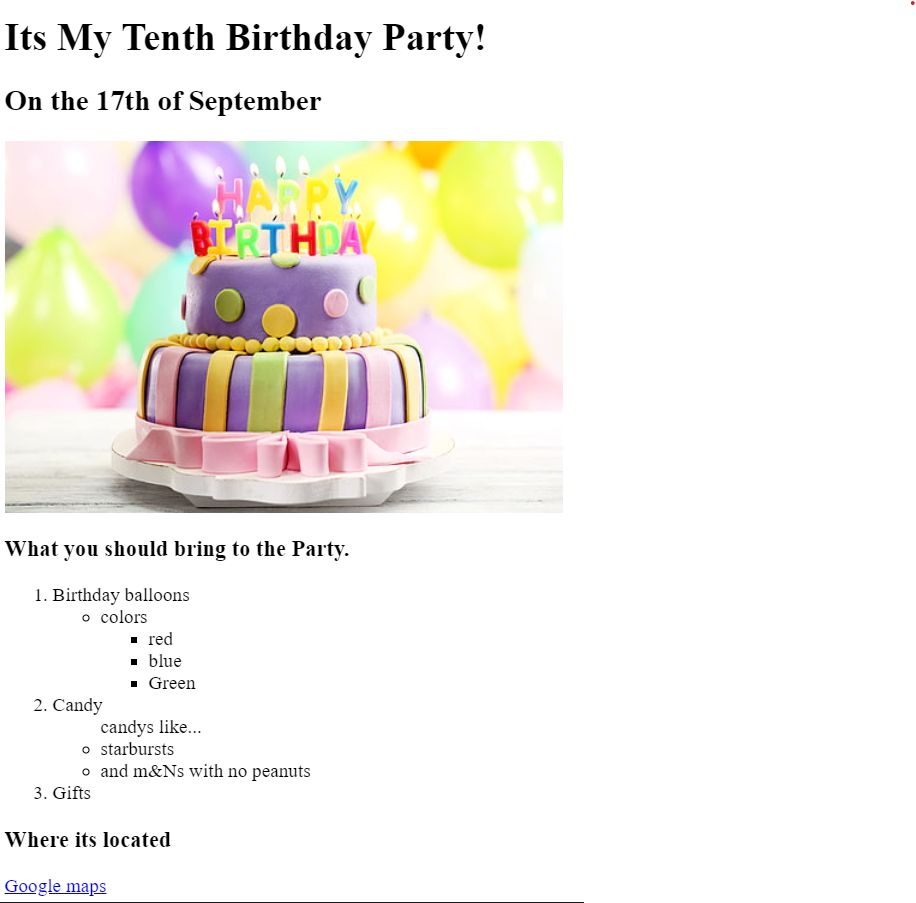 Its My Tenth Birthday Party!
On the 17th of September
HAPPY
BIRTHDAY
What you should bring to the Party.
1. Birthday balloons
colors
red
blue
Green
2. Candy
candys like...
starbursts
and m&Ns with no peanuts
3. Gifts
Where its located
Google maps